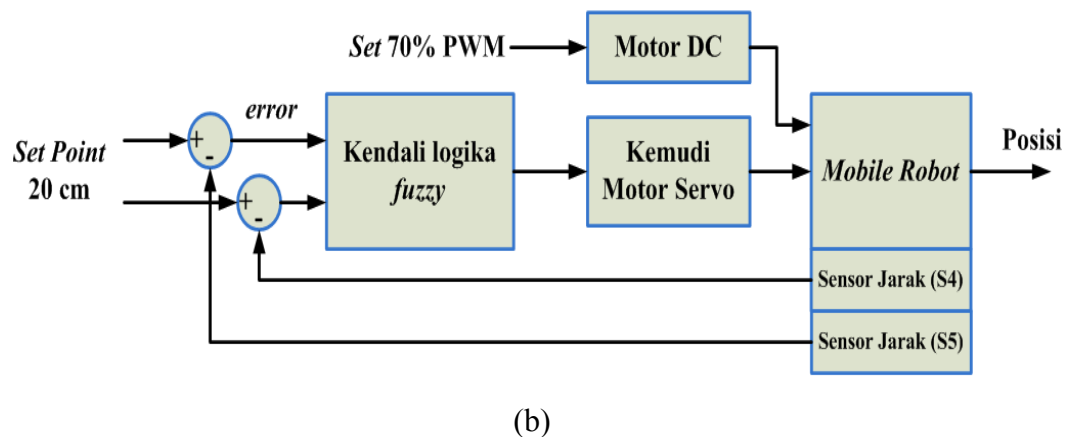 Set 70% PWM
Motor DC
error
+
-
Set Point
20 cm
+
-
Kendali logika
fuzzy
Kemudi
Motor Servo
Mobile Robot
Posisi
Sensor Jarak (S4)
Sensor Jarak (S5)
(b)